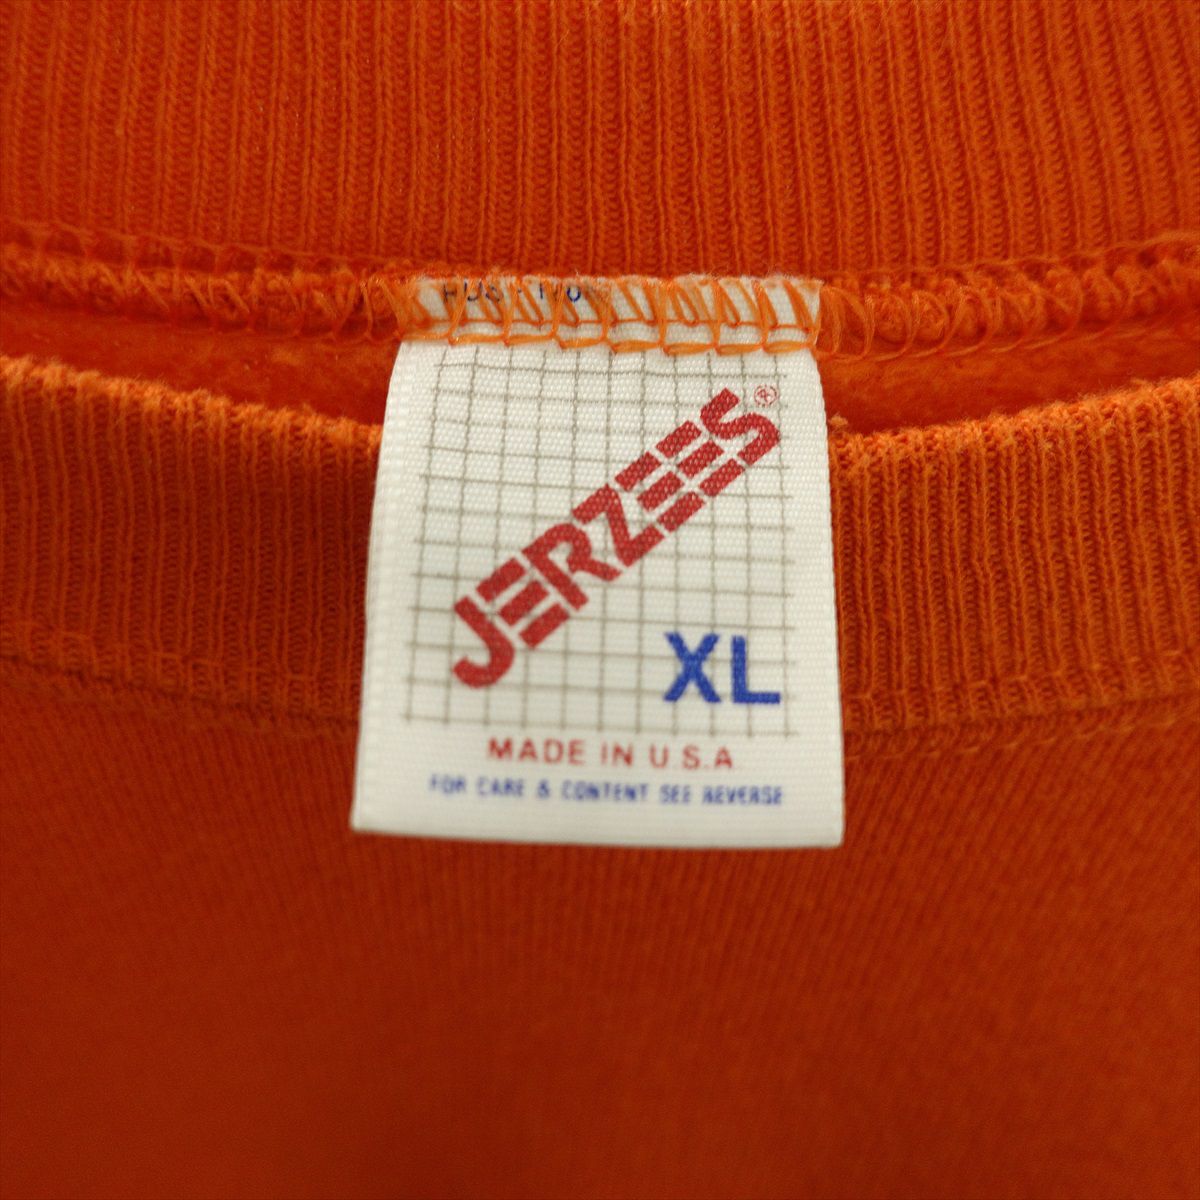 JERZEES®
XL
MADE IN U.S.A
FOR CARE & CONTENT SEE REVERSE